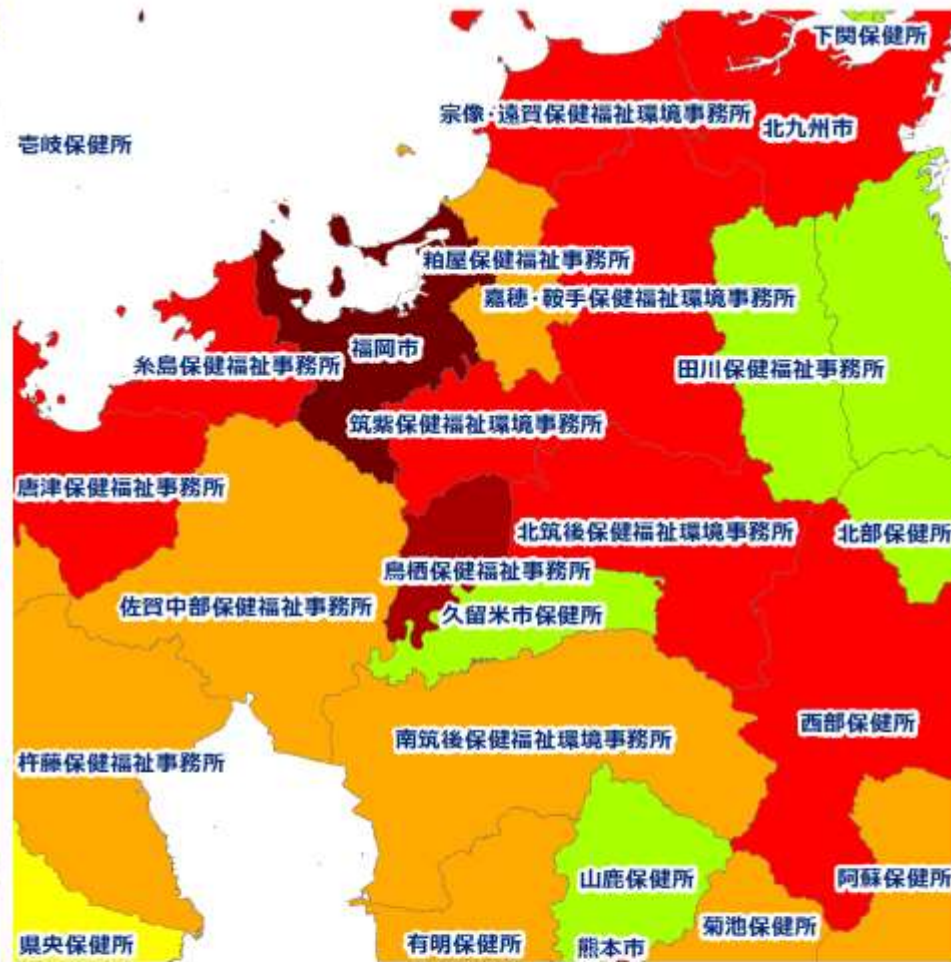 下関保健所
宗像・遠賀保健福祉環境事務所
北九州市
壱岐保健所
粕屋保健福祉事務所
嘉穂・鞍手保健福祉環境事務所
福岡市
糸島保健福祉事務所
田川保健福祉事務所
筑紫保健福祉環境事務所
唐津保健福祉事務所
北筑後保健福祉環境事務所
北部保健所
鳥栖保健福祉事務所
佐賀中部保健福祉事務所
久留米市保健所
西部保健所
南筑後保健福祉環境事務所
杵藤保健福祉事務所
山鹿保健所
阿蘇保健所
菊池保健所
県央保健所
有明保健所
熊本市